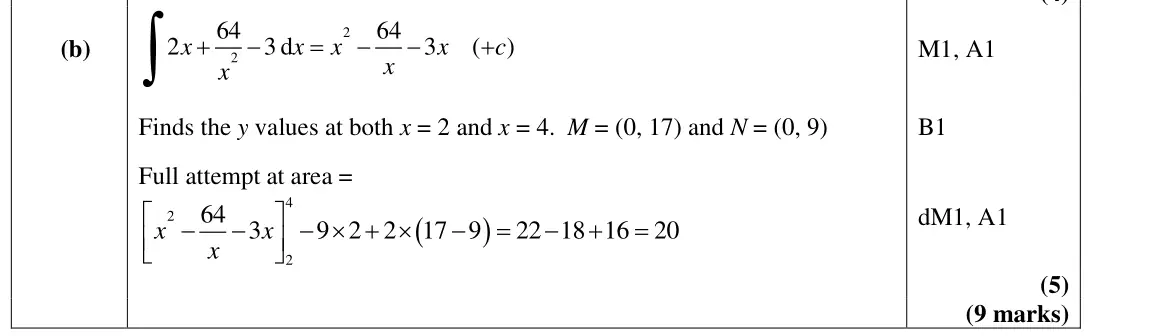 (b) ∫ 2x + 64/x² − 3 dx = x² − 64/x − 3x (+c) M1, A1
Finds the y values at both x = 2 and x = 4. M = (0, 17) and N = (0, 9) B1
Full attempt at area =
[x² − 64/x − 3x]₂⁴ − 9×2 + 2×(17 − 9) = 22 − 18 + 16 = 20 dM1, A1
(5)
(9 marks)